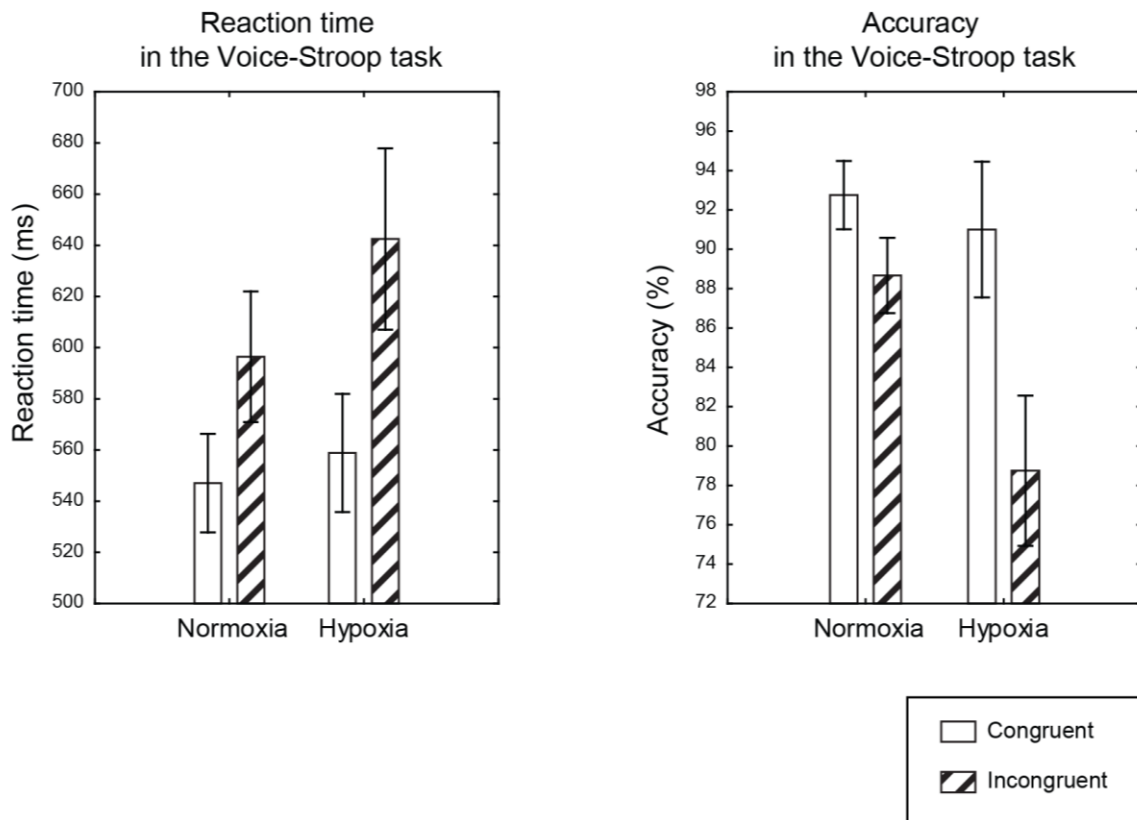 Reaction time
in the Voice-Stroop task
700
680
660
640
620
600
580
560
540
520
500
Reaction time (ms)
Normoxia Hypoxia
Accuracy
in the Voice-Stroop task
98
96
94
92
90
88
86
84
82
80
78
76
74
72
Accuracy (%)
Normoxia Hypoxia
Congruent
Incongruent